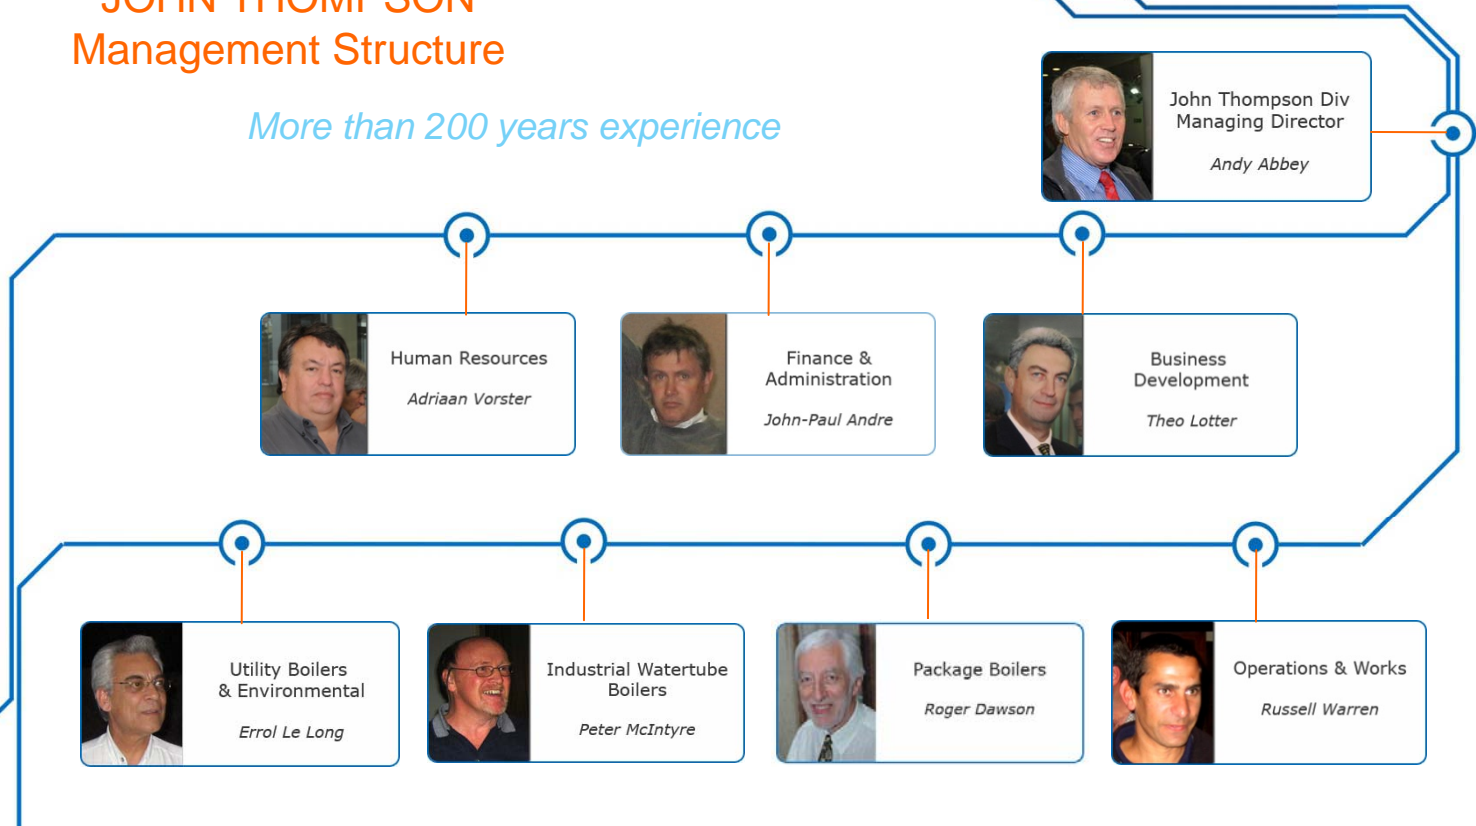 JOHN THOMPSON
Management Structure
More than 200 years experience
John Thompson Div
Managing Director
Andy Abbey
Human Resources
Adriaan Vorster
Finance &
Administration
John-Paul Andre
Business
Development
Theo Lotter
Utility Boilers
& Environmental
Errol Le Long
Industrial Watertube
Boilers
Peter McIntyre
Package Boilers
Roger Dawson
Operations & Works
Russell Warren